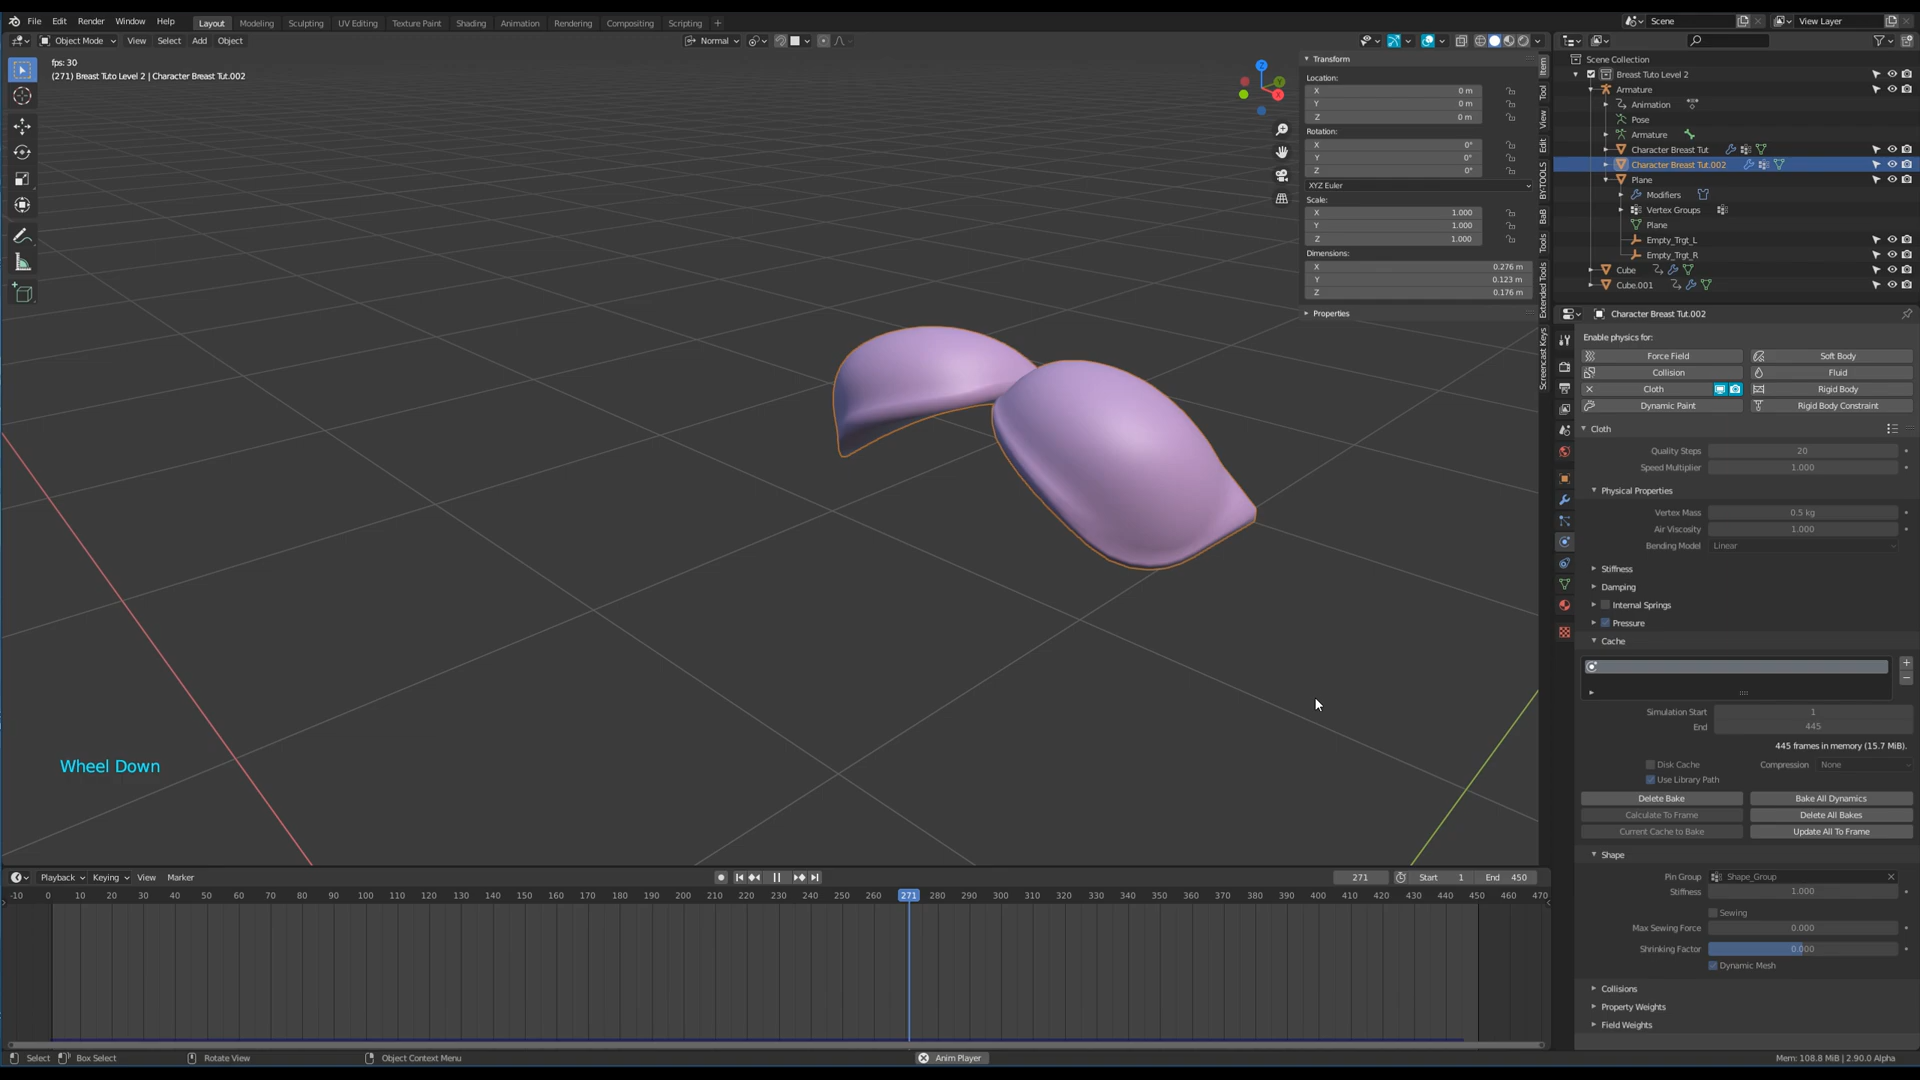 File Edit Render Window Help Layout Modeling Sculpting UV Editing Texture Paint Shading Animation Rendering Compositing Scripting + Scene View Layer
Object Mode View Select Add Object Normal
fps: 30
(271) Breast Tuto Level 2 | Character Breast Tut.002
Transform
Location:
X 0 m
Y 0 m
Z 0 m
Rotation:
X 0°
Y 0°
Z 0°
XYZ Euler
Scale:
X 1.000
Y 1.000
Z 1.000
Dimensions:
X 0.276 m
Y 0.123 m
Z 0.176 m
Properties
Item
Tool
View
Edit
BY-TOOLS
BaB
Tools
Extended Tools
Screencast Keys
Scene Collection
Breast Tuto Level 2
Armature
Animation
Pose
Armature
Character Breast Tut
Character Breast Tut.002
Plane
Modifiers
Vertex Groups
Plane
Empty_Trgt_L
Empty_Trgt_R
Cube
Cube.001
Character Breast Tut.002
Enable physics for:
Force Field Soft Body
Collision Fluid
Cloth Rigid Body
Dynamic Paint Rigid Body Constraint
Cloth
Quality Steps 20
Speed Multiplier 1.000
Physical Properties
Vertex Mass 0.5 kg
Air Viscosity 1.000
Bending Model Linear
Stiffness
Damping
Internal Springs
Pressure
Cache
Simulation Start 1
End 445
445 frames in memory (15.7 MiB).
Disk Cache Compression None
Use Library Path
Delete Bake Bake All Dynamics
Calculate To Frame Delete All Bakes
Current Cache to Bake Update All To Frame
Shape
Pin Group Shape_Group
Stiffness 1.000
Sewing
Max Sewing Force 0.000
Shrinking Factor 0.000
Dynamic Mesh
Collisions
Property Weights
Field Weights
Wheel Down
Playback Keying View Marker 271 Start 1 End 450
-10 0 10 20 30 40 50 60 70 80 90 100 110 120 130 140 150 160 170 180 190 200 210 220 230 240 250 260 271 280 290 300 310 320 330 340 350 360 370 380 390 400 410 420 430 440 450 460 470
Select Box Select Rotate View Object Context Menu Anim Player Mem: 108.8 MiB | 2.90.0 Alpha